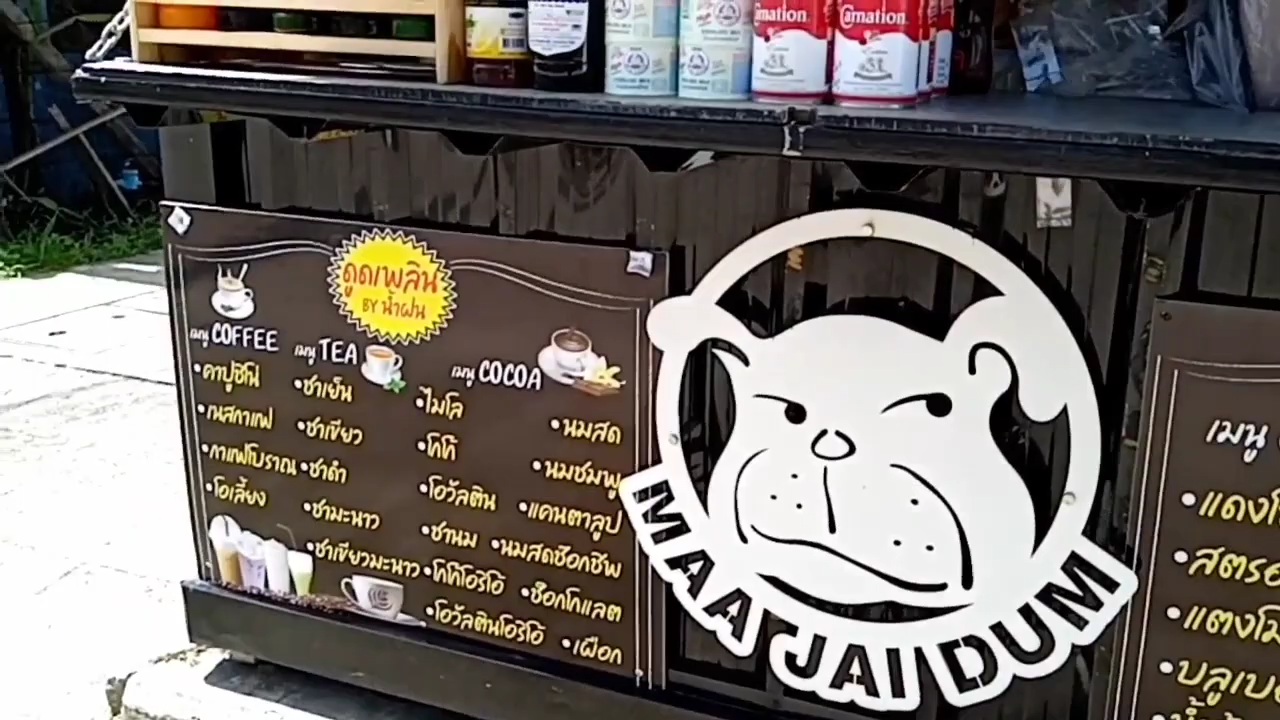 Carnation
Carnation
ดูดเพลิน
BY น้ำฝน
เมนู COFFEE
•คาปูชิโน่
•เนสกาแฟ
•กาแฟโบราณ
•โอเลี้ยง
เมนู TEA
•ชาเย็น
•ชาเขียว
•ชาดำ
•ชามะนาว
•ชาเขียวมะนาว
เมนู COCOA
•ไมโล
•โกโก้
•โอวัลติน
•ชานม
•โกโก้โอริโอ้
•โอวัลตินโอริโอ้
•นมสด
•นมชมพู
•แคนตาลูป
•นมสดช็อกชิพ
•ช็อกโกแลต
•เผือก
MAA JAI DUM
เมนู
•แดงโ
•สตรอ
•แตงโม
•บลูเบ